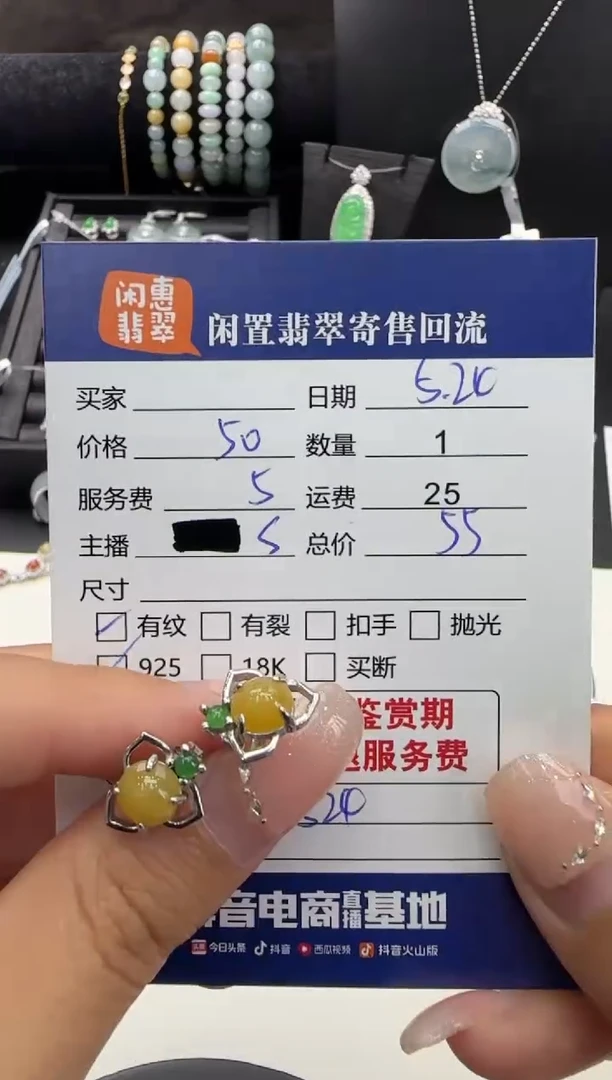 闲惠
翡翠
闲置翡翠寄售回流
买家 日期 5.20
价格 50 数量 1
服务费 5 运费 25
主播 S 总价 55
尺寸
有纹 有裂 扣手 抛光
925 18K 买断
鉴赏期
服务费
520
音电商直播基地
今日头条 抖音 西瓜视频 抖音火山版